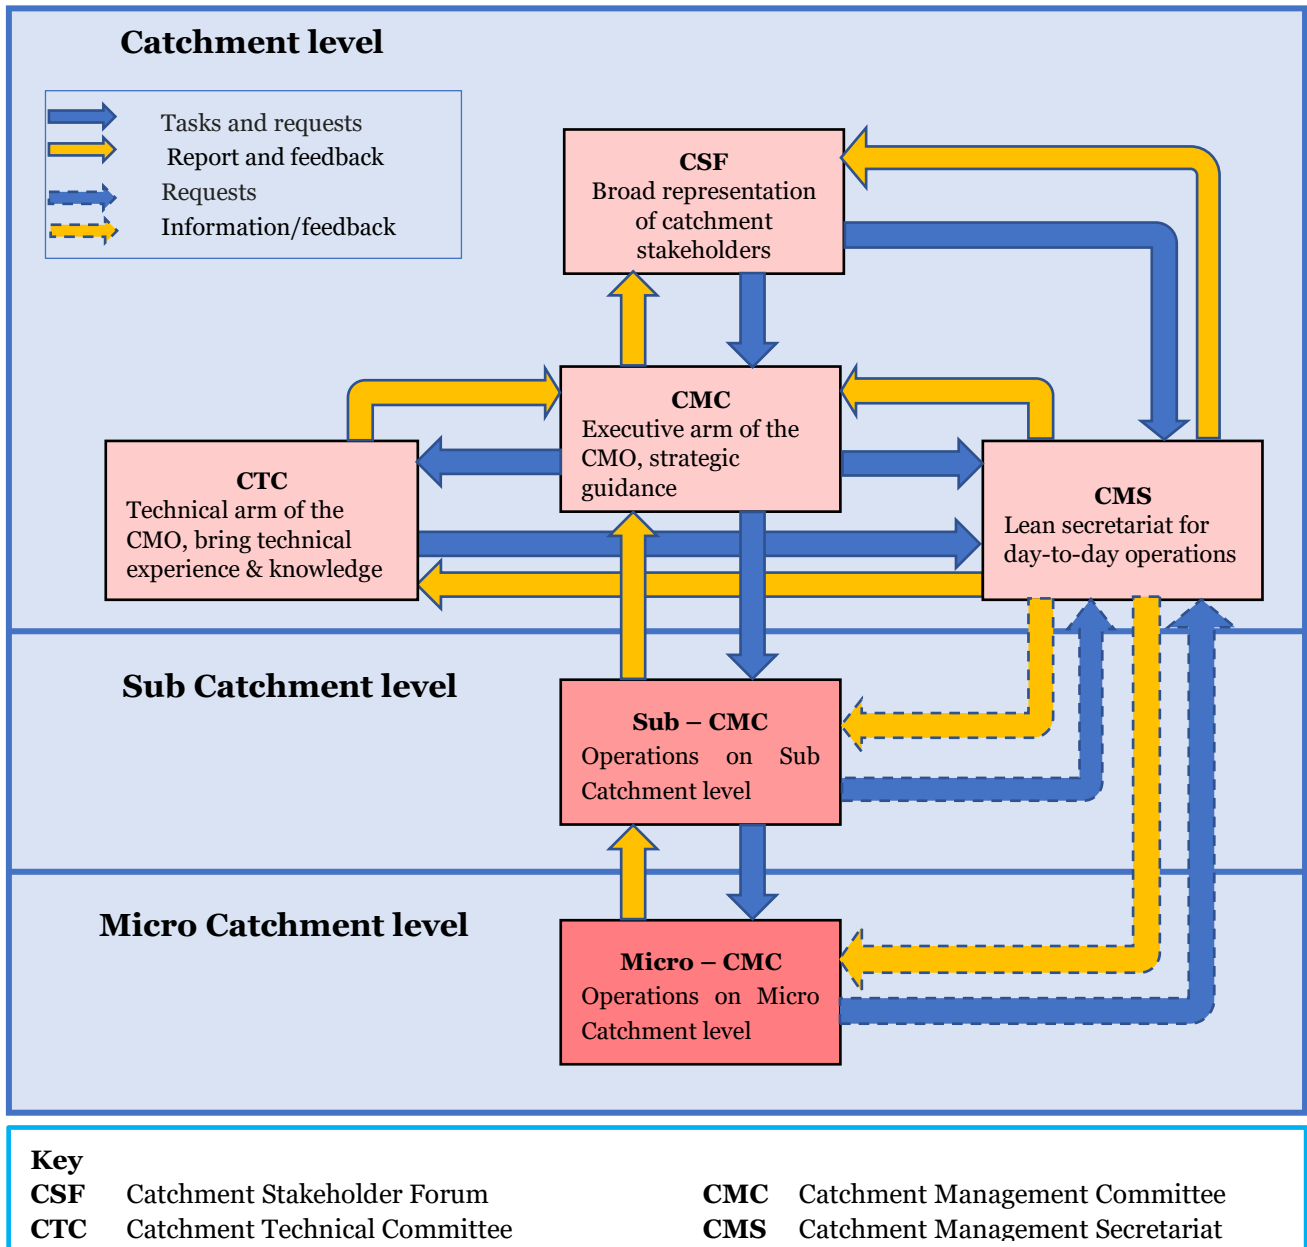 Catchment level
Tasks and requests
Report and feedback
Requests
Information/feedback
CSF
Broad representation
of catchment
stakeholders
CMC
Executive arm of the
CMO, strategic
guidance
CTC
Technical arm of the
CMO, bring technical
experience & knowledge
CMS
Lean secretariat for
day-to-day operations
Sub Catchment level
Sub – CMC
Operations on Sub
Catchment level
Micro Catchment level
Micro – CMC
Operations on Micro
Catchment level
Key
CSF Catchment Stakeholder Forum CMC Catchment Management Committee
CTC Catchment Technical Committee CMS Catchment Management Secretariat